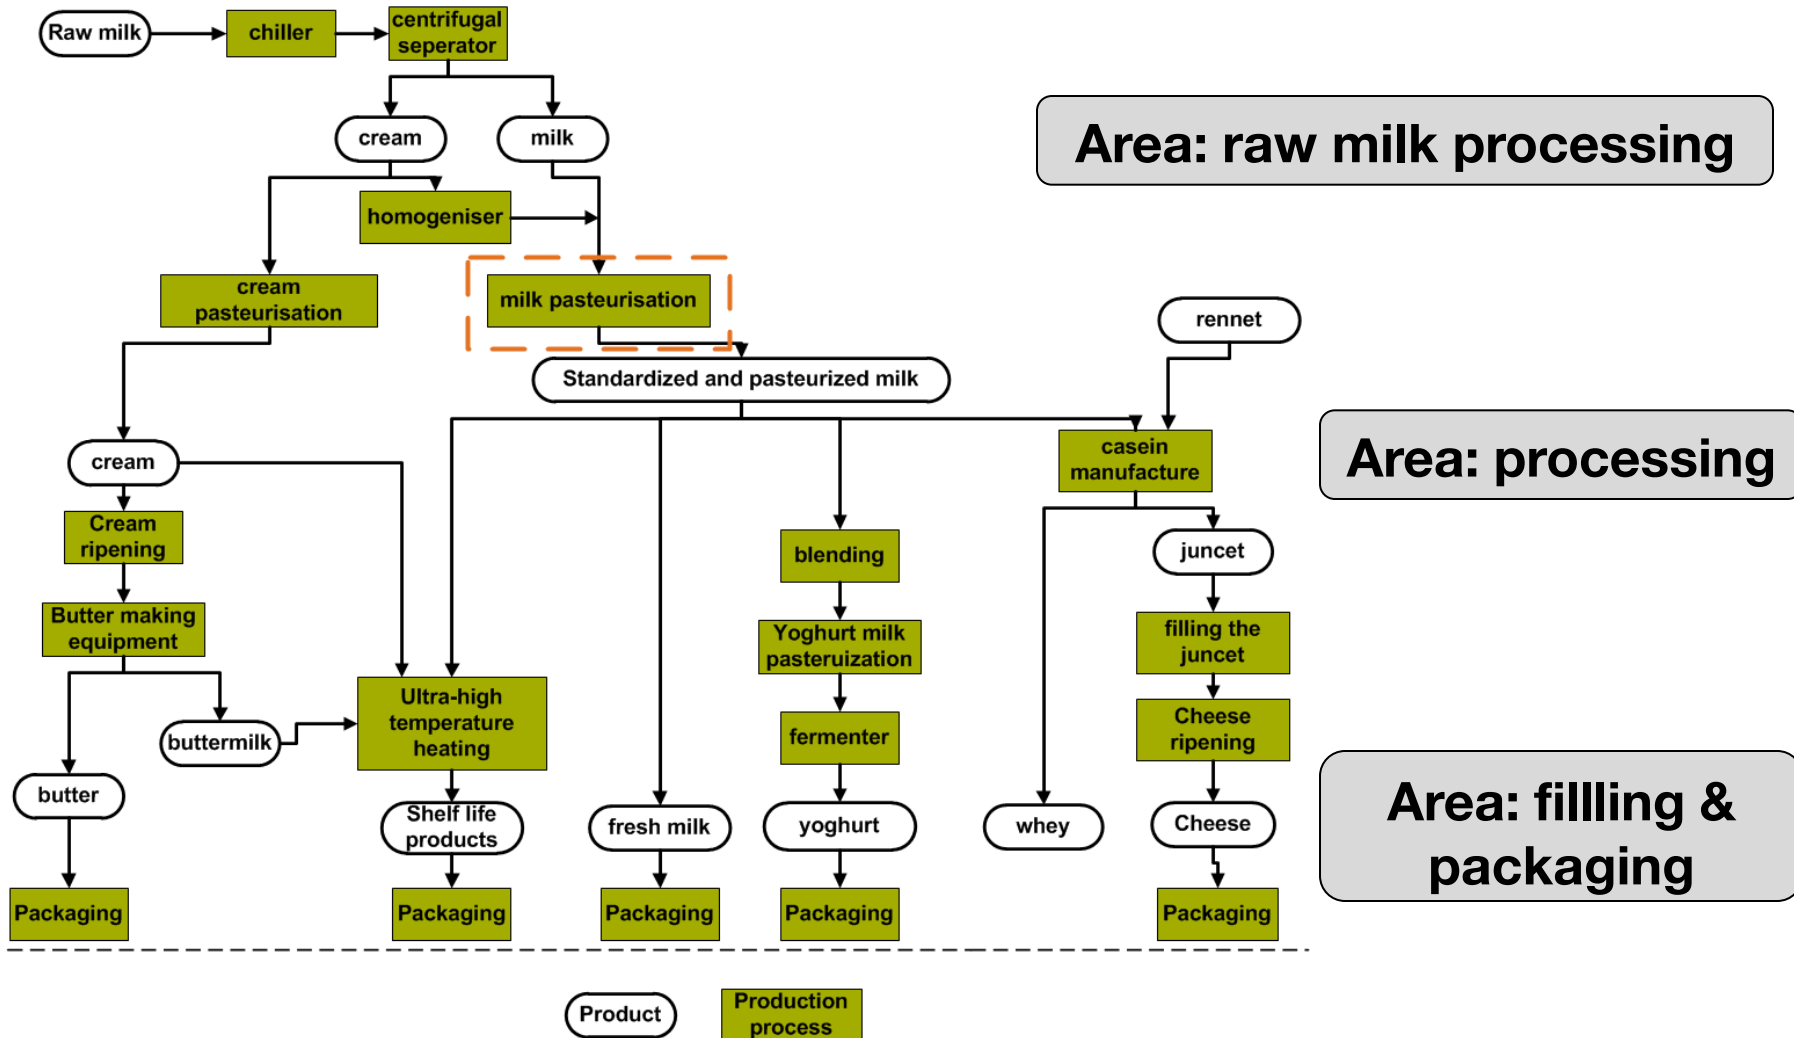 Raw milk
chiller
centrifugal
seperator
cream
milk
Area: raw milk processing
homogeniser
cream
pasteurisation
milk pasteurisation
rennet
Standardized and pasteurized milk
cream
casein
manufacture
Area: processing
Cream
ripening
blending
juncet
Butter making
equipment
Yoghurt milk
pasteruization
filling the
juncet
Ultra-high
temperature
heating
buttermilk
fermenter
Cheese
ripening
butter
Shelf life
products
fresh milk
yoghurt
whey
Cheese
Area: fillling &
packaging
Packaging
Packaging
Packaging
Packaging
Packaging
Product
Production
process